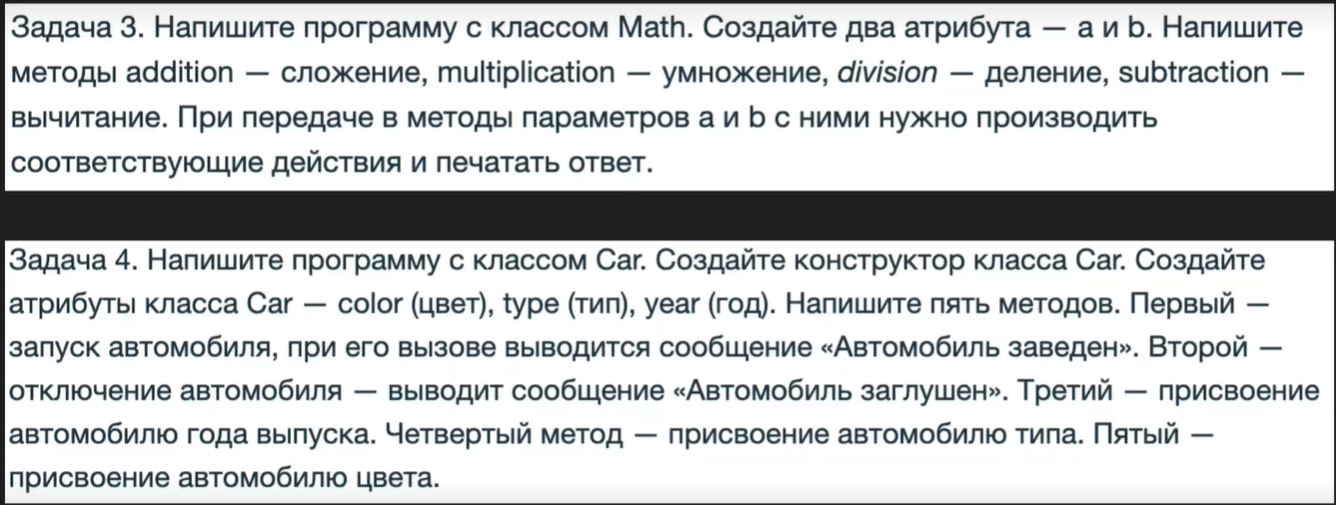 Задача 3. Напишите программу с классом Math. Создайте два атрибута — a и b. Напишите
методы addition — сложение, multiplication — умножение, division — деление, subtraction —
вычитание. При передаче в методы параметров a и b с ними нужно производить
соответствующие действия и печатать ответ.
Задача 4. Напишите программу с классом Car. Создайте конструктор класса Car. Создайте
атрибуты класса Car — color (цвет), type (тип), year (год). Напишите пять методов. Первый —
запуск автомобиля, при его вызове выводится сообщение «Автомобиль заведен». Второй —
отключение автомобиля — выводит сообщение «Автомобиль заглушен». Третий — присвоение
автомобилю года выпуска. Четвертый метод — присвоение автомобилю типа. Пятый —
присвоение автомобилю цвета.